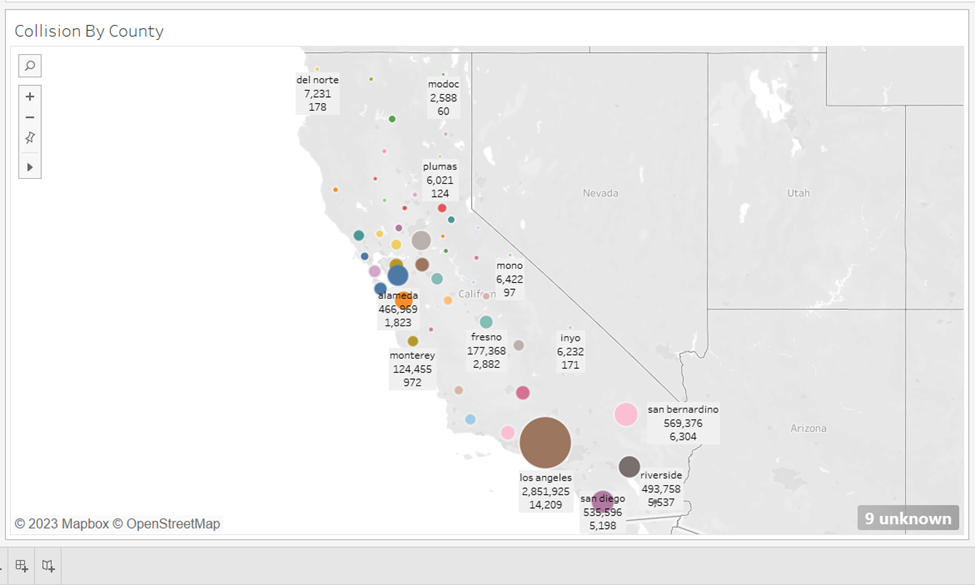 Collision By County
del norte
7,231
178
modoc
2,588
60
plumas
6,021
124
Nevada
Utah
mono
6,422
97
alameda
466,969
1,823
fresno
177,368
2,882
inyo
6,232
171
monterey
124,455
972
san bernardino
569,376
6,304
Arizona
los angeles
2,851,925
14,209
riverside
493,758
5,537
san diego
535,596
5,198
© 2023 Mapbox © OpenStreetMap
9 unknown